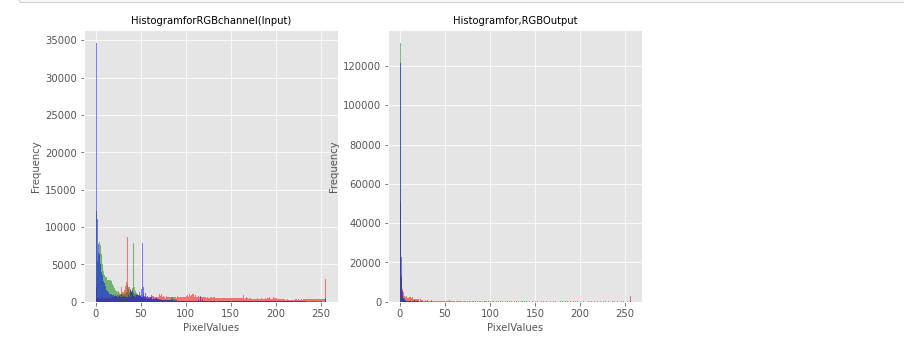 HistogramforRGBchannel(Input)
Frequency
35000
30000
25000
20000
15000
10000
5000
0
0 50 100 150 200 250
PixelValues
Histogramfor,RGBOutput
Frequency
120000
100000
80000
60000
40000
20000
0
0 50 100 150 200 250
PixelValues